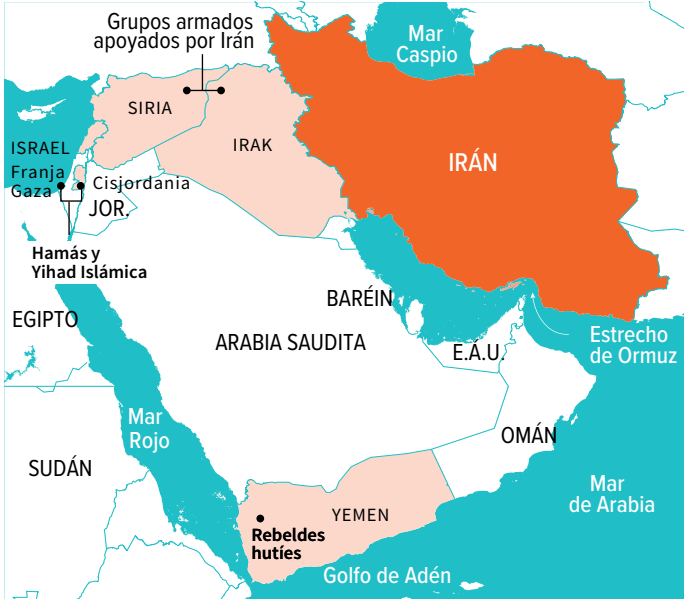 Grupos armados
apoyados por Irán
Mar
Caspio
SIRIA
IRAK
IRÁN
ISRAEL
Franja
Gaza
Cisjordania
JOR.
Hamás y
Yihad Islámica
BARÉIN
EGIPTO
ARABIA SAUDITA
E.Á.U.
Estrecho
de Ormuz
Mar
Rojo
OMÁN
SUDÁN
Mar
de Arabia
YEMEN
Rebeldes
hutíes
Golfo de Adén